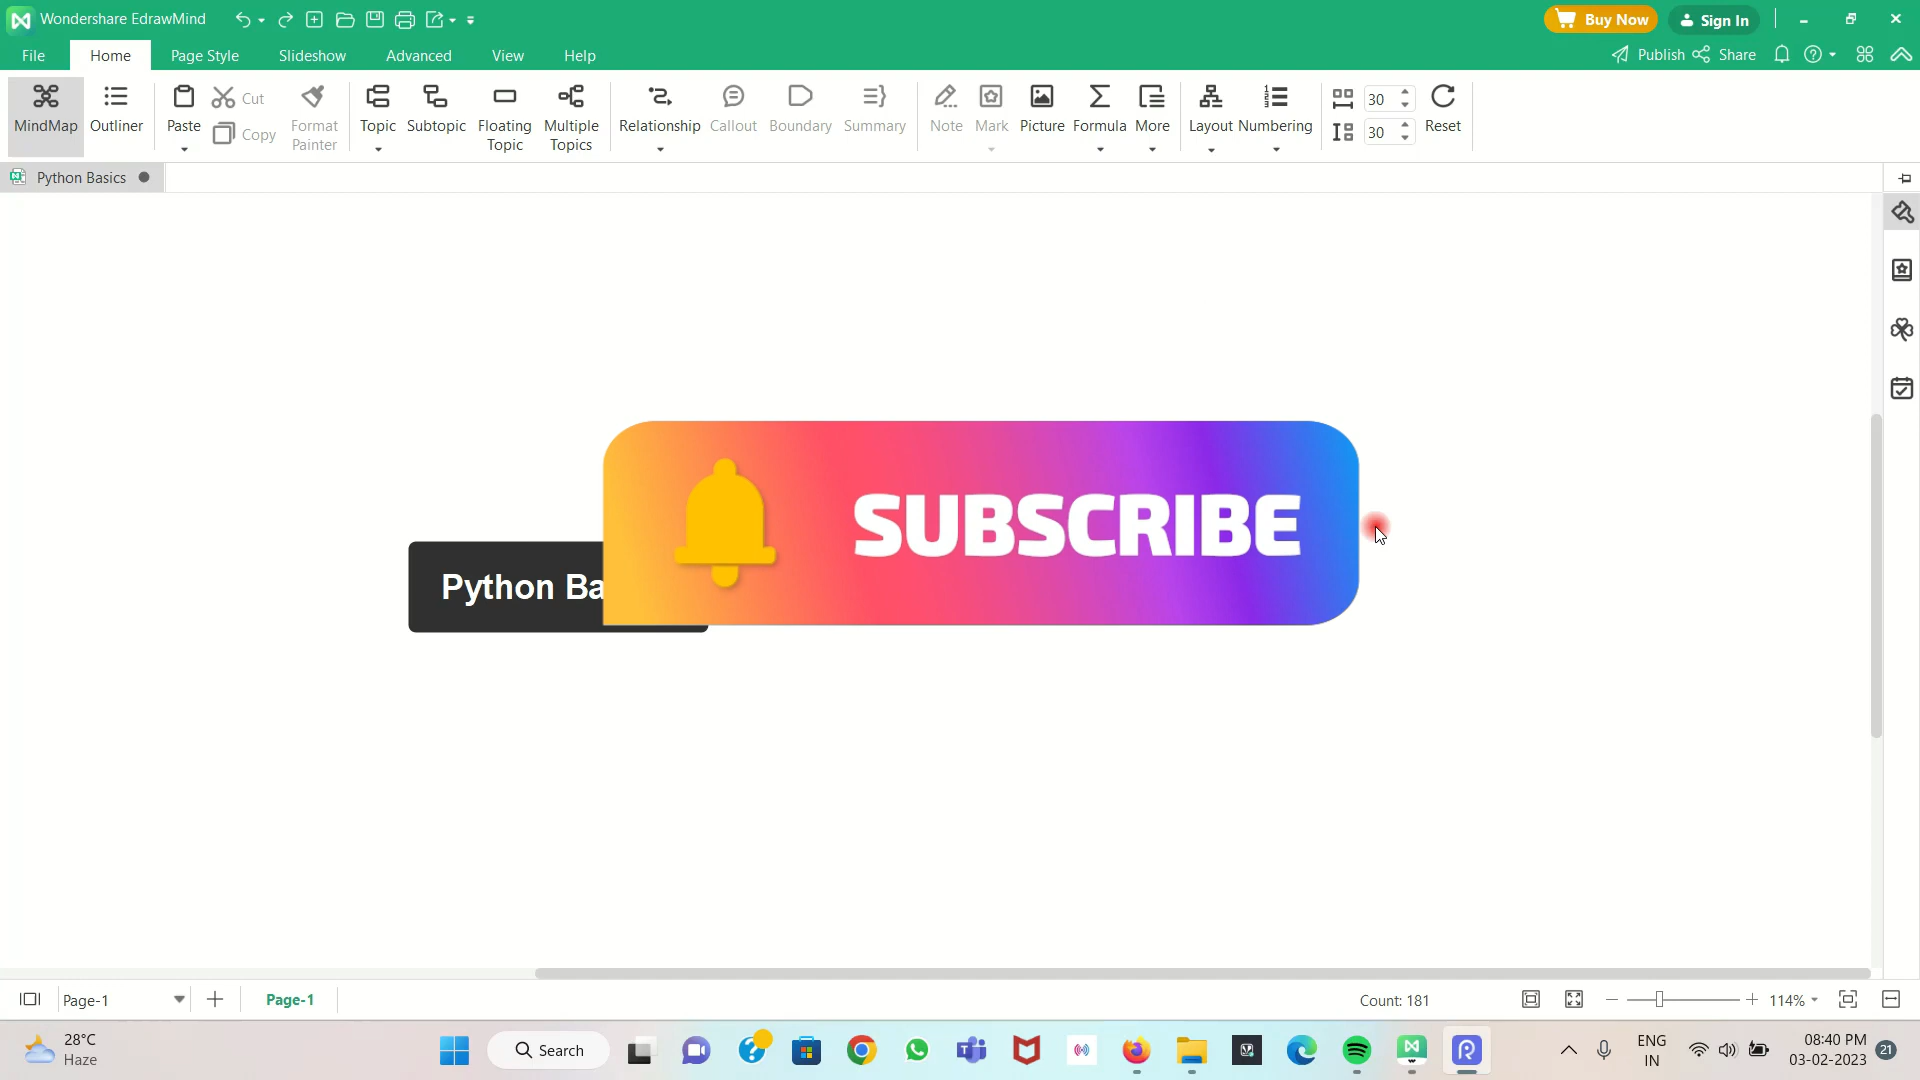 Wondershare EdrawMind
Buy Now
Sign In
File Home Page Style Slideshow Advanced View Help
Publish Share
MindMap
Outliner
Paste
Cut
Copy
Format
Painter
Topic
Subtopic
Floating
Topic
Multiple
Topics
Relationship
Callout
Boundary
Summary
Note
Mark
Picture
Formula
More
Layout
Numbering
30
30
Reset
Python Basics
SUBSCRIBE
Python Ba
Page-1
Page-1
Count: 181
114%
28°C
Haze
Search
ENG
IN
08:40 PM
03-02-2023
21